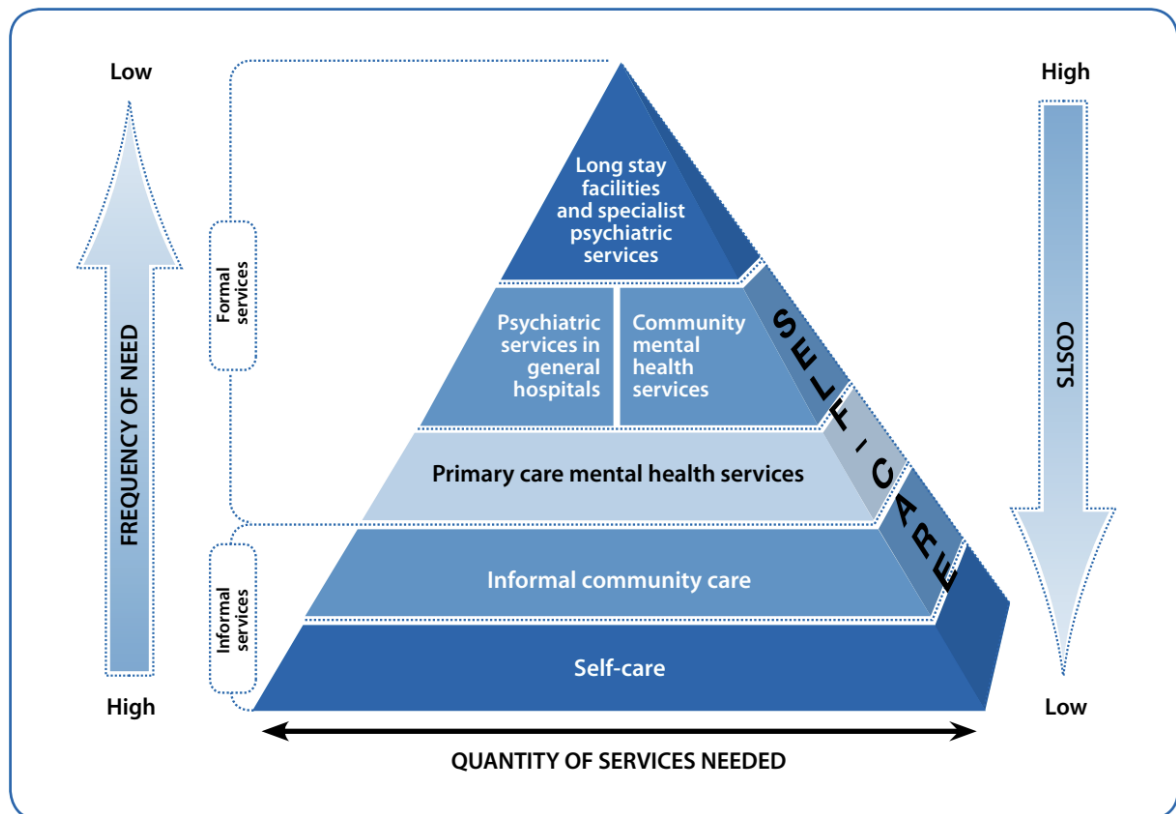 Low
High
Long stay
facilities
and specialist
psychiatric
services
Formal
services
Psychiatric
services in
general
hospitals
Community
mental
health
services
SELF-CARE
FREQUENCY OF NEED
COSTS
Primary care mental health services
Informal
services
Informal community care
Self-care
High
Low
QUANTITY OF SERVICES NEEDED